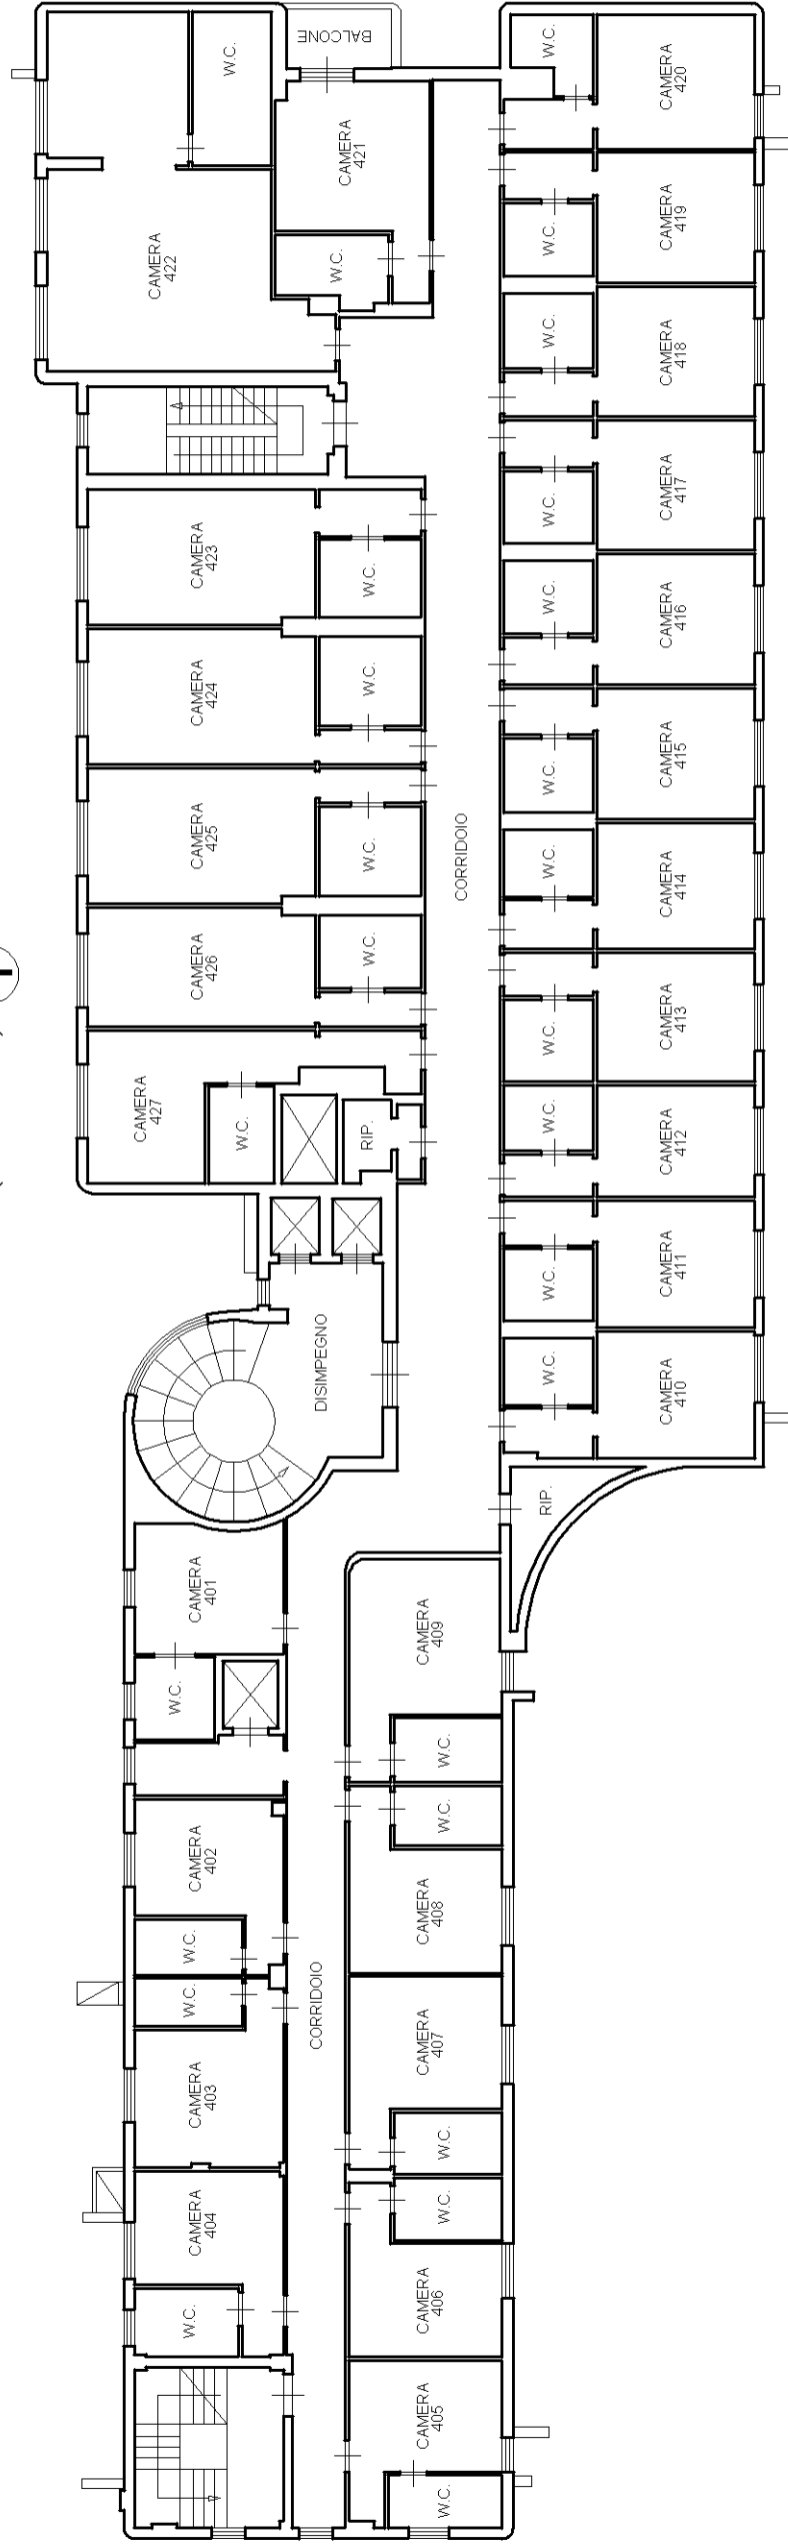 BALCONE
W.C.
CAMERA
422
CAMERA
421
W.C.
W.C.
CAMERA
420
W.C.
CAMERA
419
W.C.
CAMERA
418
W.C.
CAMERA
417
W.C.
CAMERA
416
W.C.
CAMERA
415
W.C.
CAMERA
414
W.C.
CAMERA
413
W.C.
CAMERA
412
W.C.
CAMERA
411
W.C.
CAMERA
410
RIP.
CAMERA
423
W.C.
CAMERA
424
W.C.
CORRIDOIO
CAMERA
425
W.C.
CAMERA
426
W.C.
CAMERA
427
W.C.
RIP.
DISIMPEGNO
CAMERA
401
W.C.
CAMERA
402
W.C.
W.C.
CAMERA
403
CAMERA
404
W.C.
CORRIDOIO
CAMERA
409
W.C.
W.C.
CAMERA
408
CAMERA
407
W.C.
W.C.
CAMERA
406
CAMERA
405
W.C.